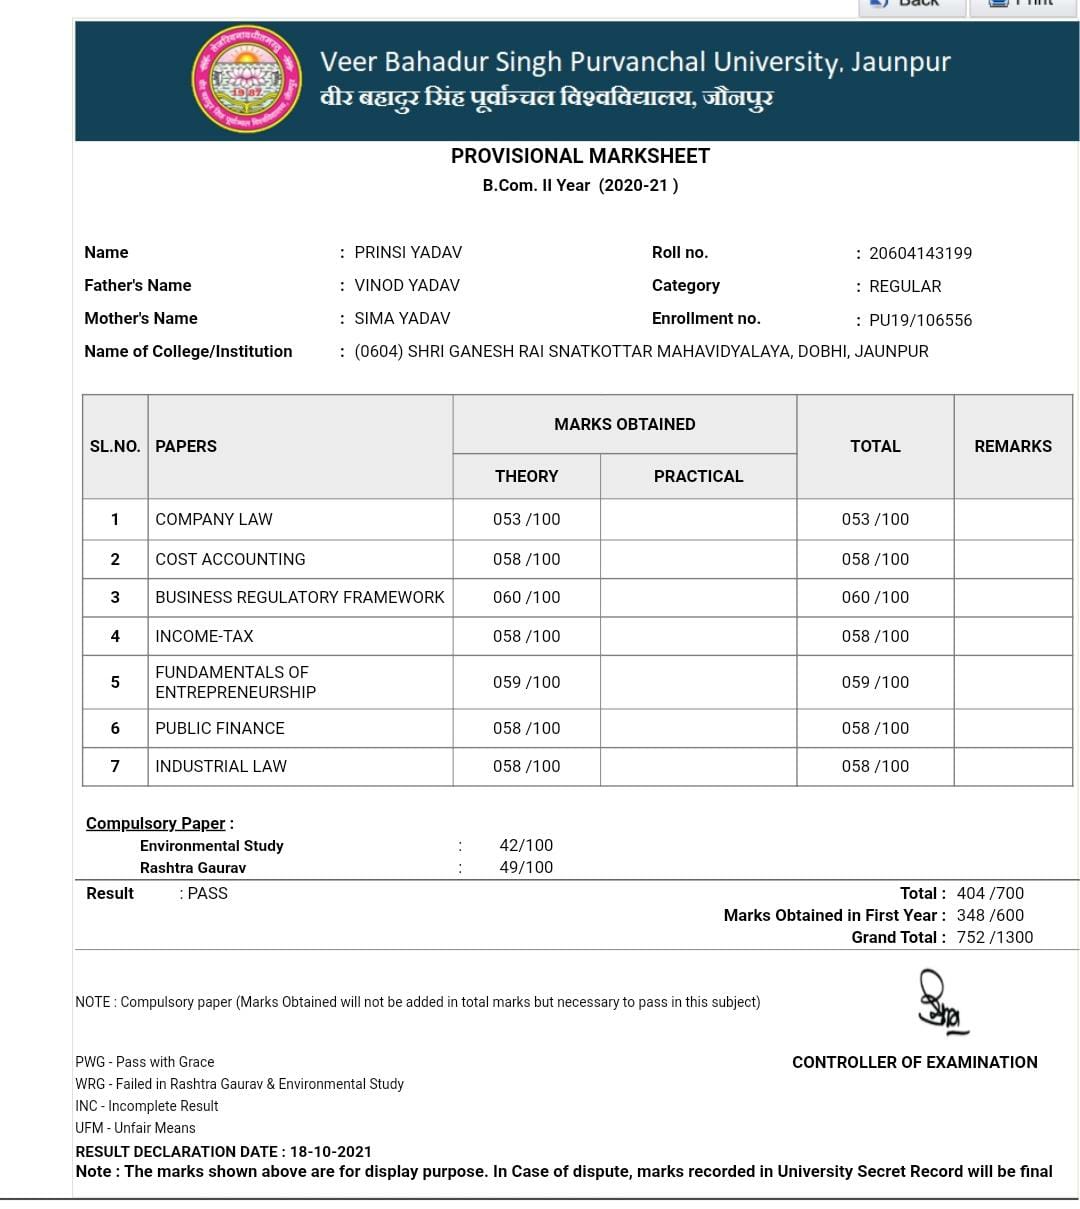 Back Print
Veer Bahadur Singh Purvanchal University, Jaunpur
वीर बहादुर सिंह पूर्वाञ्चल विश्वविद्यालय, जौनपुर
1987
PROVISIONAL MARKSHEET
B.Com. II Year (2020-21 )
Name : PRINSI YADAV Roll no. : 20604143199
Father's Name : VINOD YADAV Category : REGULAR
Mother's Name : SIMA YADAV Enrollment no. : PU19/106556
Name of College/Institution : (0604) SHRI GANESH RAI SNATKOTTAR MAHAVIDYALAYA, DOBHI, JAUNPUR
SL.NO. PAPERS MARKS OBTAINED TOTAL REMARKS
THEORY PRACTICAL
1 COMPANY LAW 053 /100 053 /100
2 COST ACCOUNTING 058 /100 058 /100
3 BUSINESS REGULATORY FRAMEWORK 060 /100 060 /100
4 INCOME-TAX 058 /100 058 /100
5 FUNDAMENTALS OF
ENTREPRENEURSHIP 059 /100 059 /100
6 PUBLIC FINANCE 058 /100 058 /100
7 INDUSTRIAL LAW 058 /100 058 /100
Compulsory Paper :
Environmental Study : 42/100
Rashtra Gaurav : 49/100
Result : PASS Total : 404 /700
Marks Obtained in First Year : 348 /600
Grand Total : 752 /1300
NOTE : Compulsory paper (Marks Obtained will not be added in total marks but necessary to pass in this subject)
PWG - Pass with Grace CONTROLLER OF EXAMINATION
WRG - Failed in Rashtra Gaurav & Environmental Study
INC - Incomplete Result
UFM - Unfair Means
RESULT DECLARATION DATE : 18-10-2021
Note : The marks shown above are for display purpose. In Case of dispute, marks recorded in University Secret Record will be final